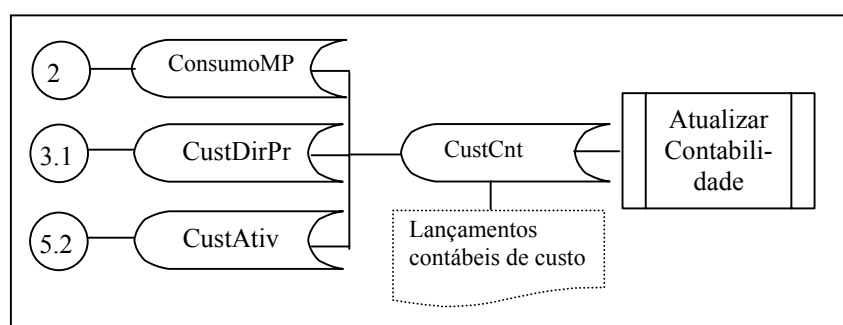 2
ConsumoMP
3.1
CustDirPr
5.2
CustAtiv
CustCnt
Lançamentos
contábeis de custo
Atualizar
Contabili-
dade